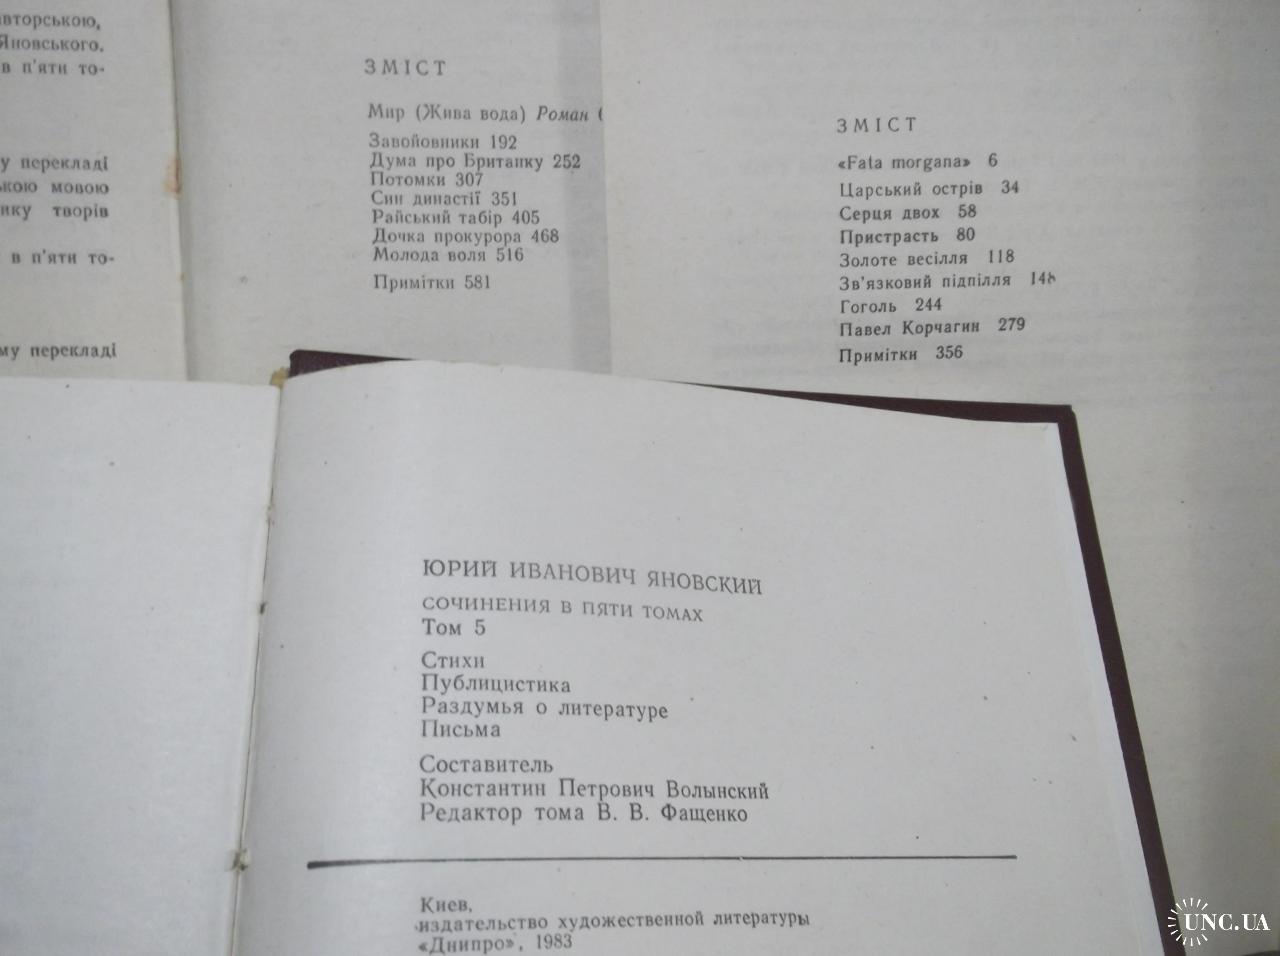 авторською,
Яновського.
в п'яти то-
у перекладі
ькою мовою
нику творів
в п'яти то-
му перекладі
ЗМІСТ
Мир (Жива вода) Роман
Завойовники 192
Дума про Британку 252
Потомки 307
Син династії 351
Райський табір 405
Дочка прокурора 468
Молода воля 516
Примітки 581
ЗМІСТ
«Fata morgana» 6
Царський острів 34
Серця двох 58
Пристрасть 80
Золоте весілля 118
Зв'язковий підпілля 148
Гоголь 244
Павел Корчагин 279
Примітки 356
ЮРИЙ ИВАНОВИЧ ЯНОВСКИЙ
СОЧИНЕНИЯ В ПЯТИ ТОМАХ
Том 5
Стихи
Публицистика
Раздумья о литературе
Письма
Составитель
Константин Петрович Волынский
Редактор тома В. В. Фащенко
Киев,
издательство художественной литературы
«Днипро», 1983
UNC.UA